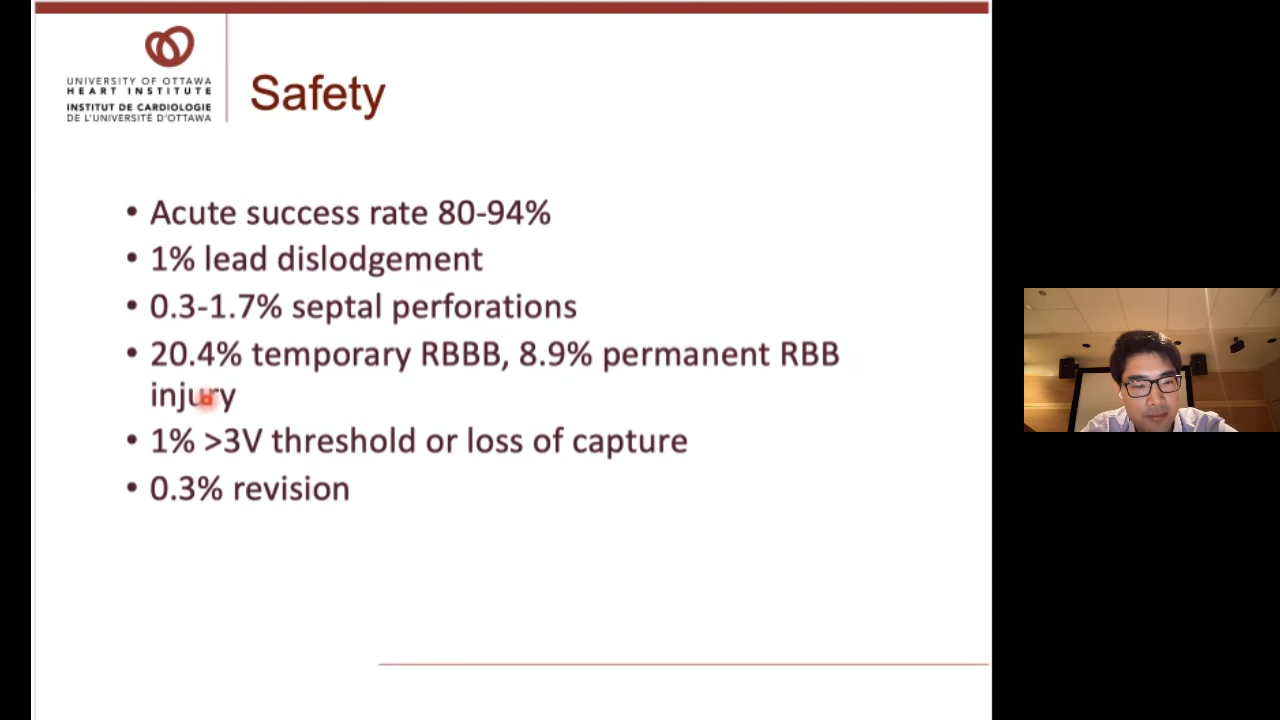 UNIVERSITY OF OTTAWA
HEART INSTITUTE
INSTITUT DE CARDIOLOGIE
DE L'UNIVERSITÉ D'OTTAWA
Safety
• Acute success rate 80-94%
• 1% lead dislodgement
• 0.3-1.7% septal perforations
• 20.4% temporary RBBB, 8.9% permanent RBB
injury
• 1% >3V threshold or loss of capture
• 0.3% revision